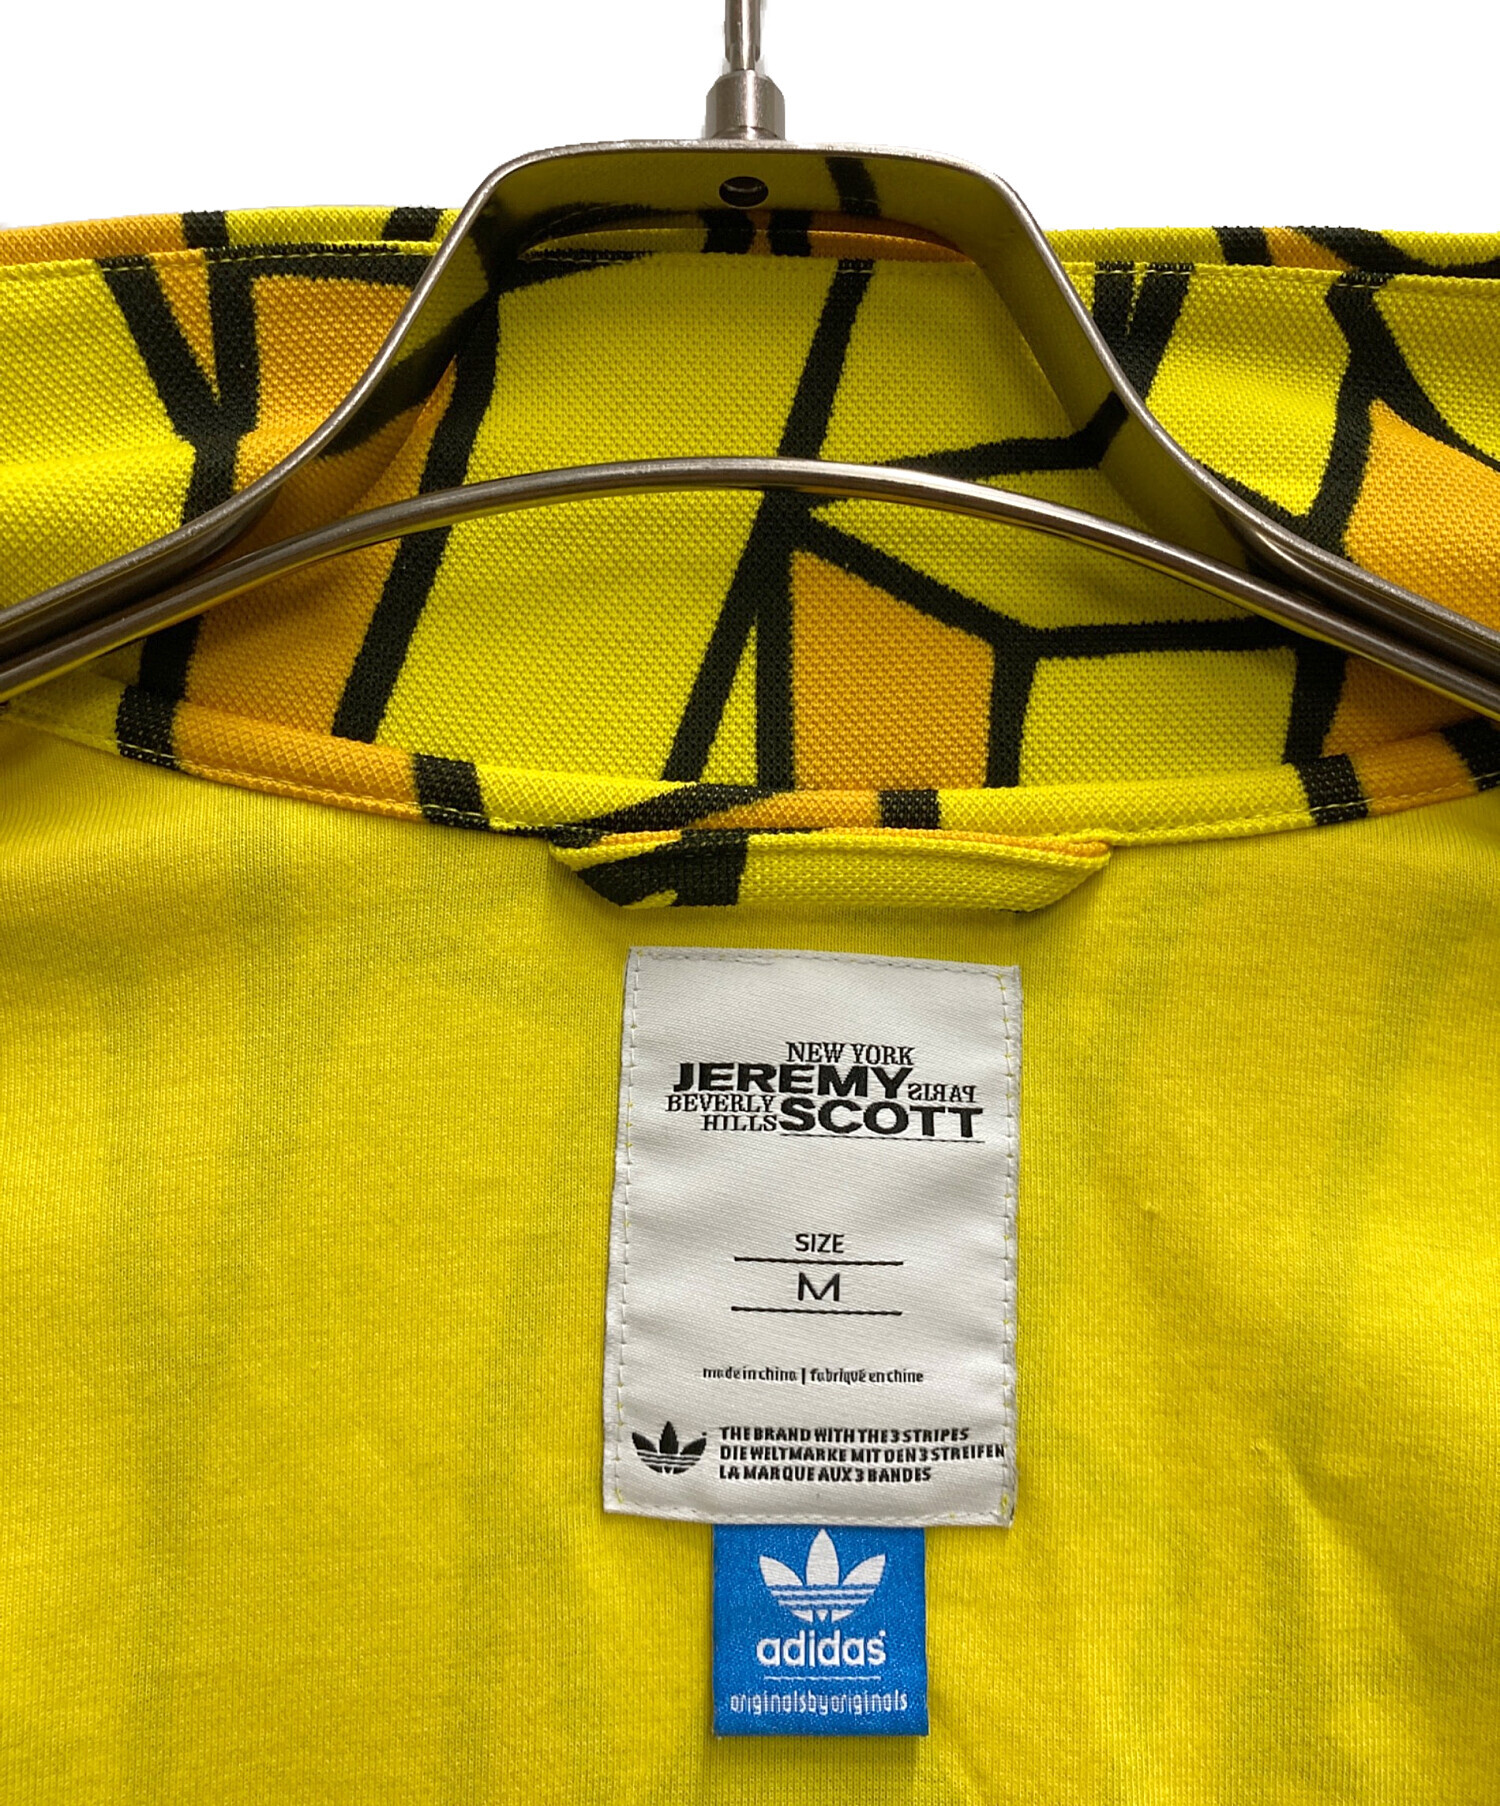 NEW YORK
JEREMY PARIS
BEVERLY
HILLS SCOTT
SIZE
M
made in china | fabriqué en chine
THE BRAND WITH THE 3 STRIPES
DIE WELTMARKE MIT DEN 3 STREIFEN
LA MARQUE AUX 3 BANDES
adidas
originalsbyoriginals